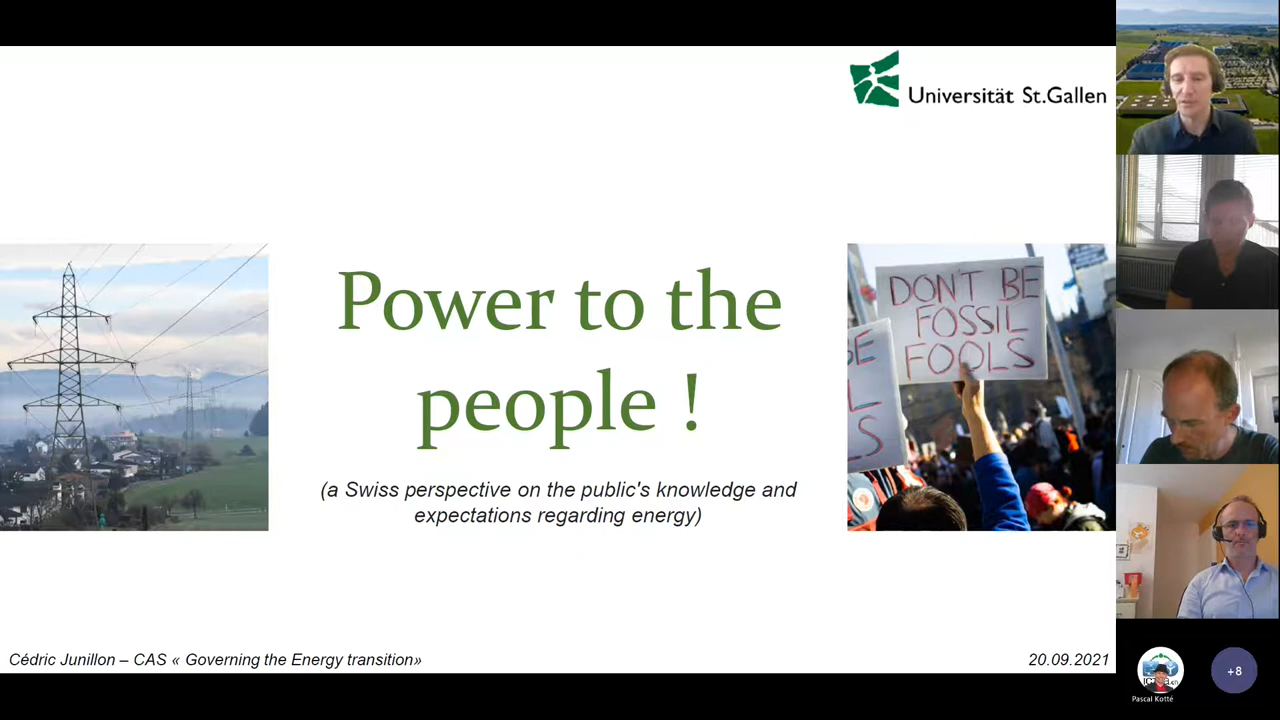 Universität St.Gallen
Power to the
people !
(a Swiss perspective on the public's knowledge and
expectations regarding energy)
DON'T BE
FOSSIL
FOOLS
E
L
S
Cédric Junillon – CAS « Governing the Energy transition»
20.09.2021
Pascal Kotté
+8